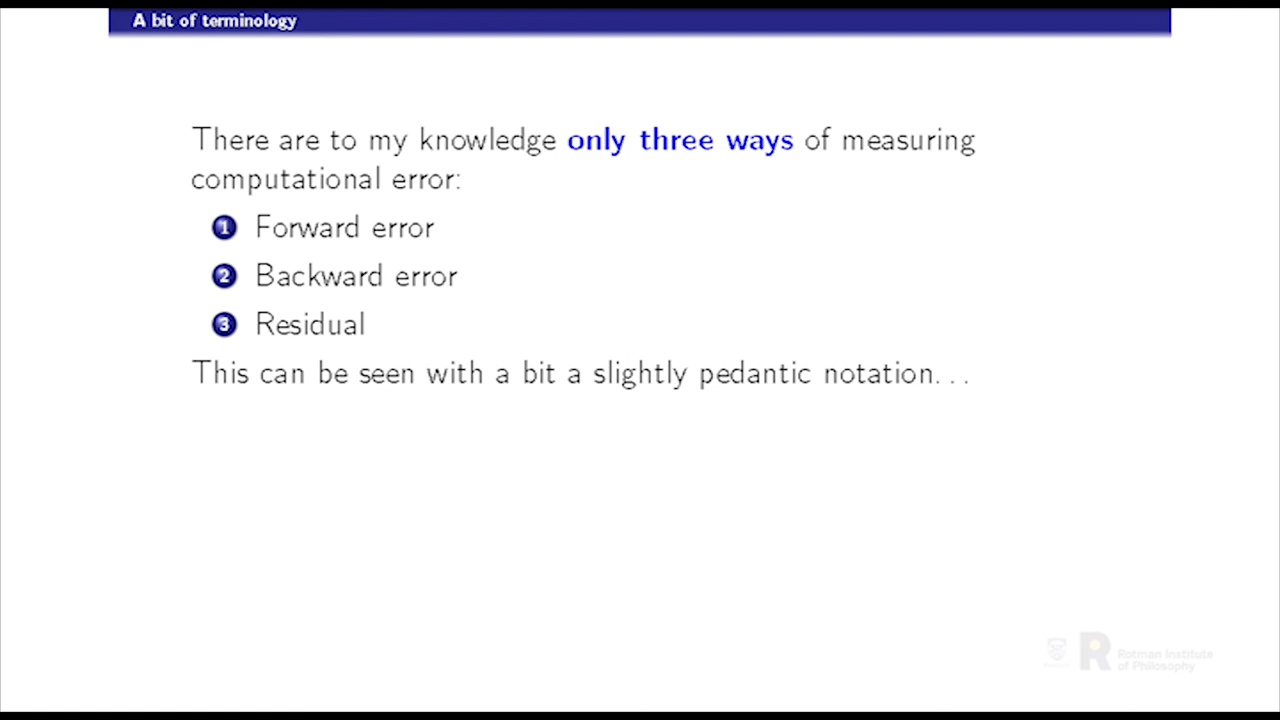 A bit of terminology
There are to my knowledge only three ways of measuring
computational error:
1 Forward error
2 Backward error
3 Residual
This can be seen with a bit a slightly pedantic notation...
R Rotman Institute
of Philosophy